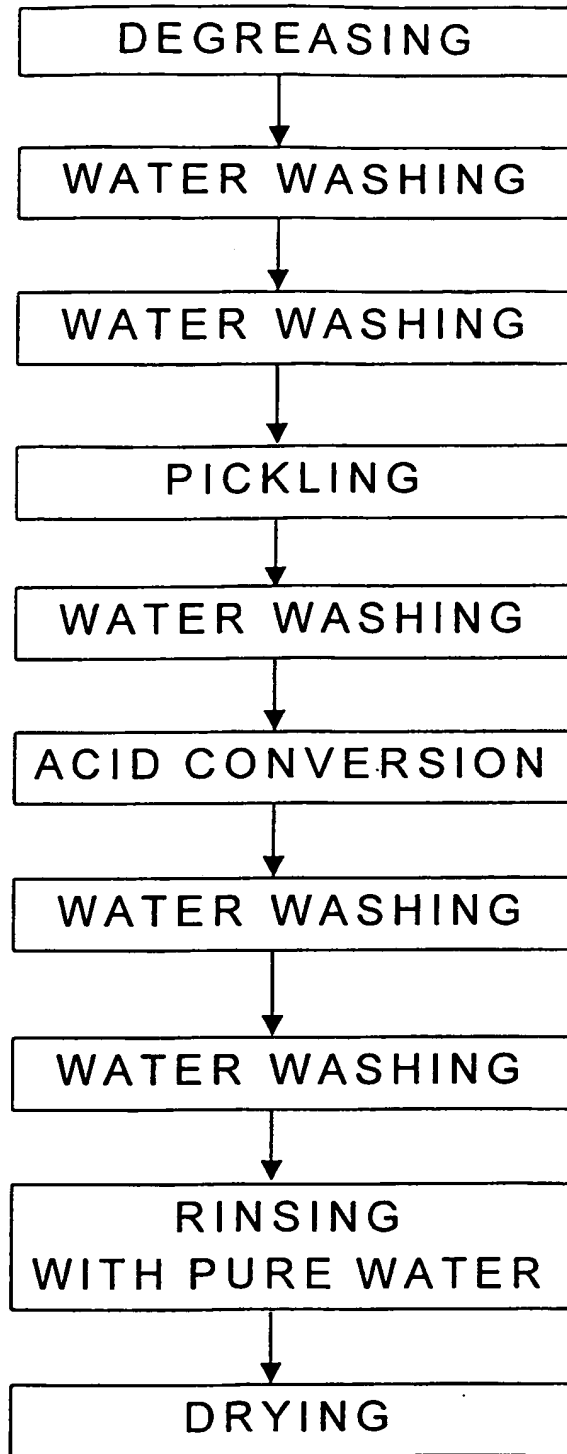 DEGREASING
WATER WASHING
WATER WASHING
PICKLING
WATER WASHING
ACID CONVERSION
WATER WASHING
WATER WASHING
RINSING
WITH PURE WATER
DRYING